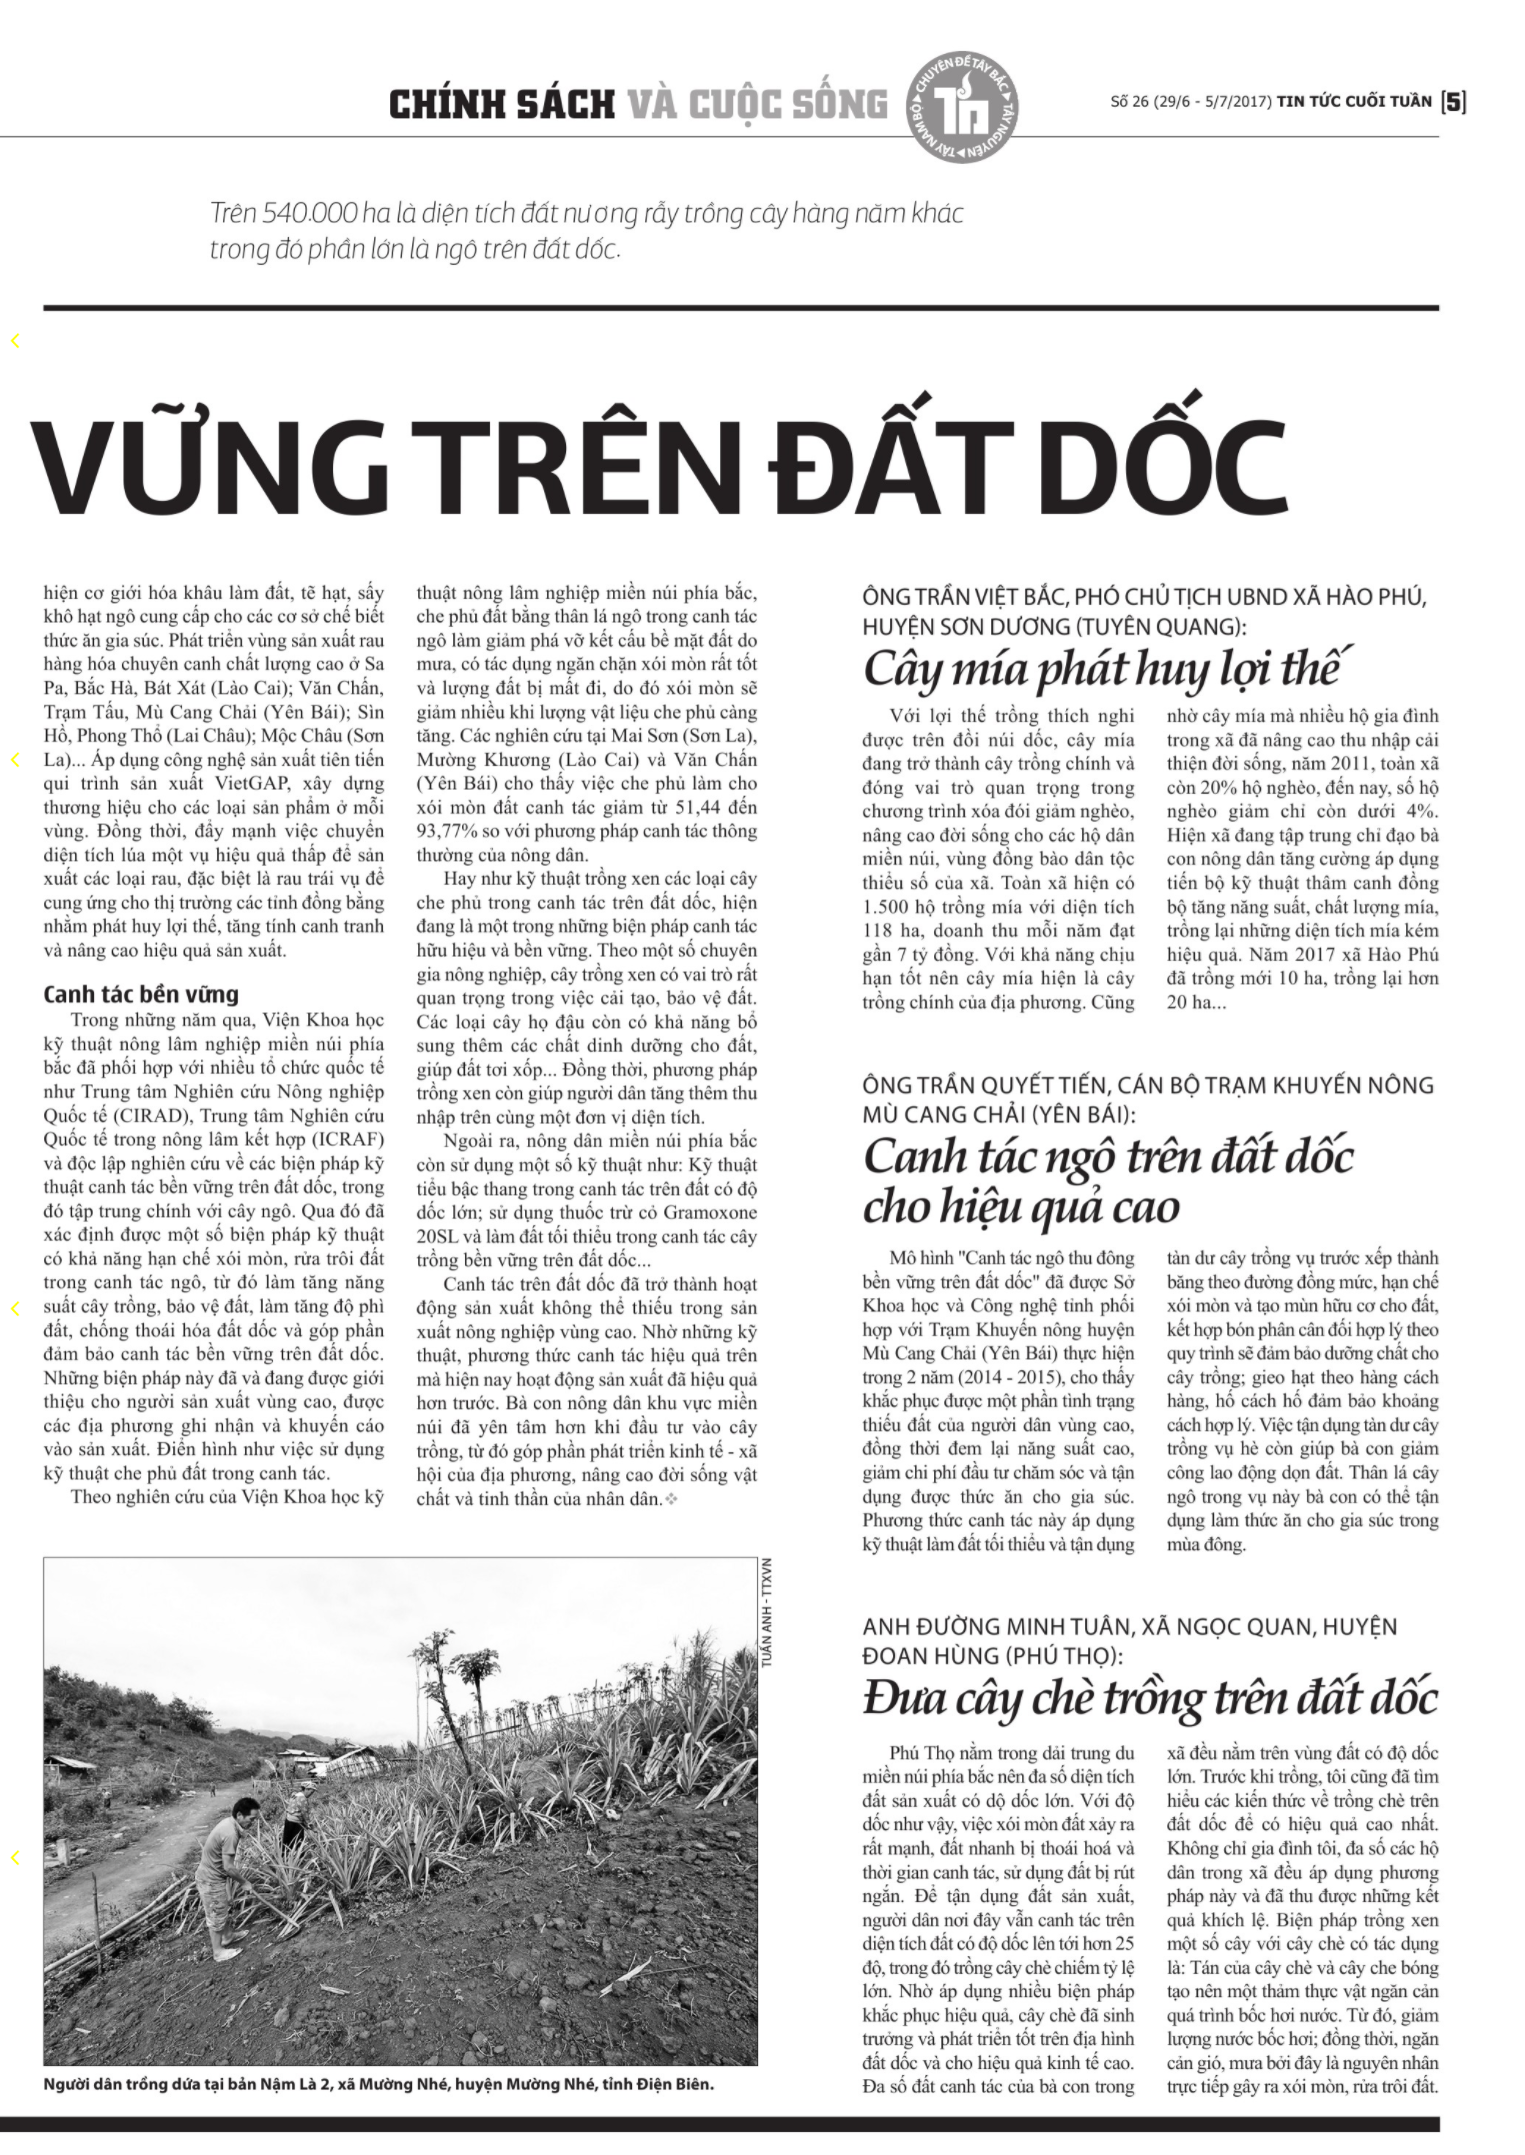 CHÍNH SÁCH VÀ CUỘC SỐNG
CHUYÊN ĐỀ TÂY BẮC ▶ TÂY NGUYÊN ◀ TÂY NAM BỘ
Số 26 (29/6 - 5/7/2017) TIN TỨC CUỐI TUẦN [5]
Trên 540.000 ha là diện tích đất nương rẫy trồng cây hàng năm khác
trong đó phần lớn là ngô trên đất dốc.
VỮNG TRÊN ĐẤT DỐC
hiện cơ giới hóa khâu làm đất, tẽ hạt, sấy
khô hạt ngô cung cấp cho các cơ sở chế biết
thức ăn gia súc. Phát triển vùng sản xuất rau
hàng hóa chuyên canh chất lượng cao ở Sa
Pa, Bắc Hà, Bát Xát (Lào Cai); Văn Chấn,
Trạm Tấu, Mù Cang Chải (Yên Bái); Sìn
Hồ, Phong Thổ (Lai Châu); Mộc Châu (Sơn
La)... Áp dụng công nghệ sản xuất tiên tiến
qui trình sản xuất VietGAP, xây dựng
thương hiệu cho các loại sản phẩm ở mỗi
vùng. Đồng thời, đẩy mạnh việc chuyển
diện tích lúa một vụ hiệu quả thấp để sản
xuất các loại rau, đặc biệt là rau trái vụ để
cung ứng cho thị trường các tỉnh đồng bằng
nhằm phát huy lợi thế, tăng tính canh tranh
và nâng cao hiệu quả sản xuất.
Canh tác bền vững
Trong những năm qua, Viện Khoa học
kỹ thuật nông lâm nghiệp miền núi phía
bắc đã phối hợp với nhiều tổ chức quốc tế
như Trung tâm Nghiên cứu Nông nghiệp
Quốc tế (CIRAD), Trung tâm Nghiên cứu
Quốc tế trong nông lâm kết hợp (ICRAF)
và độc lập nghiên cứu về các biện pháp kỹ
thuật canh tác bền vững trên đất dốc, trong
đó tập trung chính với cây ngô. Qua đó đã
xác định được một số biện pháp kỹ thuật
có khả năng hạn chế xói mòn, rửa trôi đất
trong canh tác ngô, từ đó làm tăng năng
suất cây trồng, bảo vệ đất, làm tăng độ phì
đất, chống thoái hóa đất dốc và góp phần
đảm bảo canh tác bền vững trên đất dốc.
Những biện pháp này đã và đang được giới
thiệu cho người sản xuất vùng cao, được
các địa phương ghi nhận và khuyến cáo
vào sản xuất. Điển hình như việc sử dụng
kỹ thuật che phủ đất trong canh tác.
Theo nghiên cứu của Viện Khoa học kỹ
thuật nông lâm nghiệp miền núi phía bắc,
che phủ đất bằng thân lá ngô trong canh tác
ngô làm giảm phá vỡ kết cấu bề mặt đất do
mưa, có tác dụng ngăn chặn xói mòn rất tốt
và lượng đất bị mất đi, do đó xói mòn sẽ
giảm nhiều khi lượng vật liệu che phủ càng
tăng. Các nghiên cứu tại Mai Sơn (Sơn La),
Mường Khương (Lào Cai) và Văn Chấn
(Yên Bái) cho thấy việc che phủ làm cho
xói mòn đất canh tác giảm từ 51,44 đến
93,77% so với phương pháp canh tác thông
thường của nông dân.
Hay như kỹ thuật trồng xen các loại cây
che phủ trong canh tác trên đất dốc, hiện
đang là một trong những biện pháp canh tác
hữu hiệu và bền vững. Theo một số chuyên
gia nông nghiệp, cây trồng xen có vai trò rất
quan trọng trong việc cải tạo, bảo vệ đất.
Các loại cây họ đậu còn có khả năng bổ
sung thêm các chất dinh dưỡng cho đất,
giúp đất tơi xốp... Đồng thời, phương pháp
trồng xen còn giúp người dân tăng thêm thu
nhập trên cùng một đơn vị diện tích.
Ngoài ra, nông dân miền núi phía bắc
còn sử dụng một số kỹ thuật như: Kỹ thuật
tiểu bậc thang trong canh tác trên đất có độ
dốc lớn; sử dụng thuốc trừ cỏ Gramoxone
20SL và làm đất tối thiểu trong canh tác cây
trồng bền vững trên đất dốc...
Canh tác trên đất dốc đã trở thành hoạt
động sản xuất không thể thiếu trong sản
xuất nông nghiệp vùng cao. Nhờ những kỹ
thuật, phương thức canh tác hiệu quả trên
mà hiện nay hoạt động sản xuất đã hiệu quả
hơn trước. Bà con nông dân khu vực miền
núi đã yên tâm hơn khi đầu tư vào cây
trồng, từ đó góp phần phát triển kinh tế - xã
hội của địa phương, nâng cao đời sống vật
chất và tinh thần của nhân dân.❖
TUẤN ANH - TTXVN
Người dân trồng dứa tại bản Nậm Là 2, xã Mường Nhé, huyện Mường Nhé, tỉnh Điện Biên.
ÔNG TRẦN VIỆT BẮC, PHÓ CHỦ TỊCH UBND XÃ HÀO PHÚ,
HUYỆN SƠN DƯƠNG (TUYÊN QUANG):
Cây mía phát huy lợi thế
Với lợi thế trồng thích nghi
được trên đồi núi dốc, cây mía
đang trở thành cây trồng chính và
đóng vai trò quan trọng trong
chương trình xóa đói giảm nghèo,
nâng cao đời sống cho các hộ dân
miền núi, vùng đồng bào dân tộc
thiểu số của xã. Toàn xã hiện có
1.500 hộ trồng mía với diện tích
118 ha, doanh thu mỗi năm đạt
gần 7 tỷ đồng. Với khả năng chịu
hạn tốt nên cây mía hiện là cây
trồng chính của địa phương. Cũng
nhờ cây mía mà nhiều hộ gia đình
trong xã đã nâng cao thu nhập cải
thiện đời sống, năm 2011, toàn xã
còn 20% hộ nghèo, đến nay, số hộ
nghèo giảm chỉ còn dưới 4%.
Hiện xã đang tập trung chỉ đạo bà
con nông dân tăng cường áp dụng
tiến bộ kỹ thuật thâm canh đồng
bộ tăng năng suất, chất lượng mía,
trồng lại những diện tích mía kém
hiệu quả. Năm 2017 xã Hào Phú
đã trồng mới 10 ha, trồng lại hơn
20 ha...
ÔNG TRẦN QUYẾT TIẾN, CÁN BỘ TRẠM KHUYẾN NÔNG
MÙ CANG CHẢI (YÊN BÁI):
Canh tác ngô trên đất dốc
cho hiệu quả cao
Mô hình "Canh tác ngô thu đông
bền vững trên đất dốc" đã được Sở
Khoa học và Công nghệ tỉnh phối
hợp với Trạm Khuyến nông huyện
Mù Cang Chải (Yên Bái) thực hiện
trong 2 năm (2014 - 2015), cho thấy
khắc phục được một phần tình trạng
thiếu đất của người dân vùng cao,
đồng thời đem lại năng suất cao,
giảm chi phí đầu tư chăm sóc và tận
dụng được thức ăn cho gia súc.
Phương thức canh tác này áp dụng
kỹ thuật làm đất tối thiểu và tận dụng
tàn dư cây trồng vụ trước xếp thành
băng theo đường đồng mức, hạn chế
xói mòn và tạo mùn hữu cơ cho đất,
kết hợp bón phân cân đối hợp lý theo
quy trình sẽ đảm bảo dưỡng chất cho
cây trồng; gieo hạt theo hàng cách
hàng, hố cách hố đảm bảo khoảng
cách hợp lý. Việc tận dụng tàn dư cây
trồng vụ hè còn giúp bà con giảm
công lao động dọn đất. Thân lá cây
ngô trong vụ này bà con có thể tận
dụng làm thức ăn cho gia súc trong
mùa đông.
ANH ĐƯỜNG MINH TUÂN, XÃ NGỌC QUAN, HUYỆN
ĐOAN HÙNG (PHÚ THỌ):
Đưa cây chè trồng trên đất dốc
Phú Thọ nằm trong dải trung du
miền núi phía bắc nên đa số diện tích
đất sản xuất có dộ dốc lớn. Với độ
dốc như vậy, việc xói mòn đất xảy ra
rất mạnh, đất nhanh bị thoái hoá và
thời gian canh tác, sử dụng đất bị rút
ngắn. Để tận dụng đất sản xuất,
người dân nơi đây vẫn canh tác trên
diện tích đất có độ dốc lên tới hơn 25
độ, trong đó trồng cây chè chiếm tỷ lệ
lớn. Nhờ áp dụng nhiều biện pháp
khắc phục hiệu quả, cây chè đã sinh
trưởng và phát triển tốt trên địa hình
đất dốc và cho hiệu quả kinh tế cao.
Đa số đất canh tác của bà con trong
xã đều nằm trên vùng đất có độ dốc
lớn. Trước khi trồng, tôi cũng đã tìm
hiểu các kiến thức về trồng chè trên
đất dốc để có hiệu quả cao nhất.
Không chỉ gia đình tôi, đa số các hộ
dân trong xã đều áp dụng phương
pháp này và đã thu được những kết
quả khích lệ. Biện pháp trồng xen
một số cây với cây chè có tác dụng
là: Tán của cây chè và cây che bóng
tạo nên một thảm thực vật ngăn cản
quá trình bốc hơi nước. Từ đó, giảm
lượng nước bốc hơi; đồng thời, ngăn
cản gió, mưa bởi đây là nguyên nhân
trực tiếp gây ra xói mòn, rửa trôi đất.